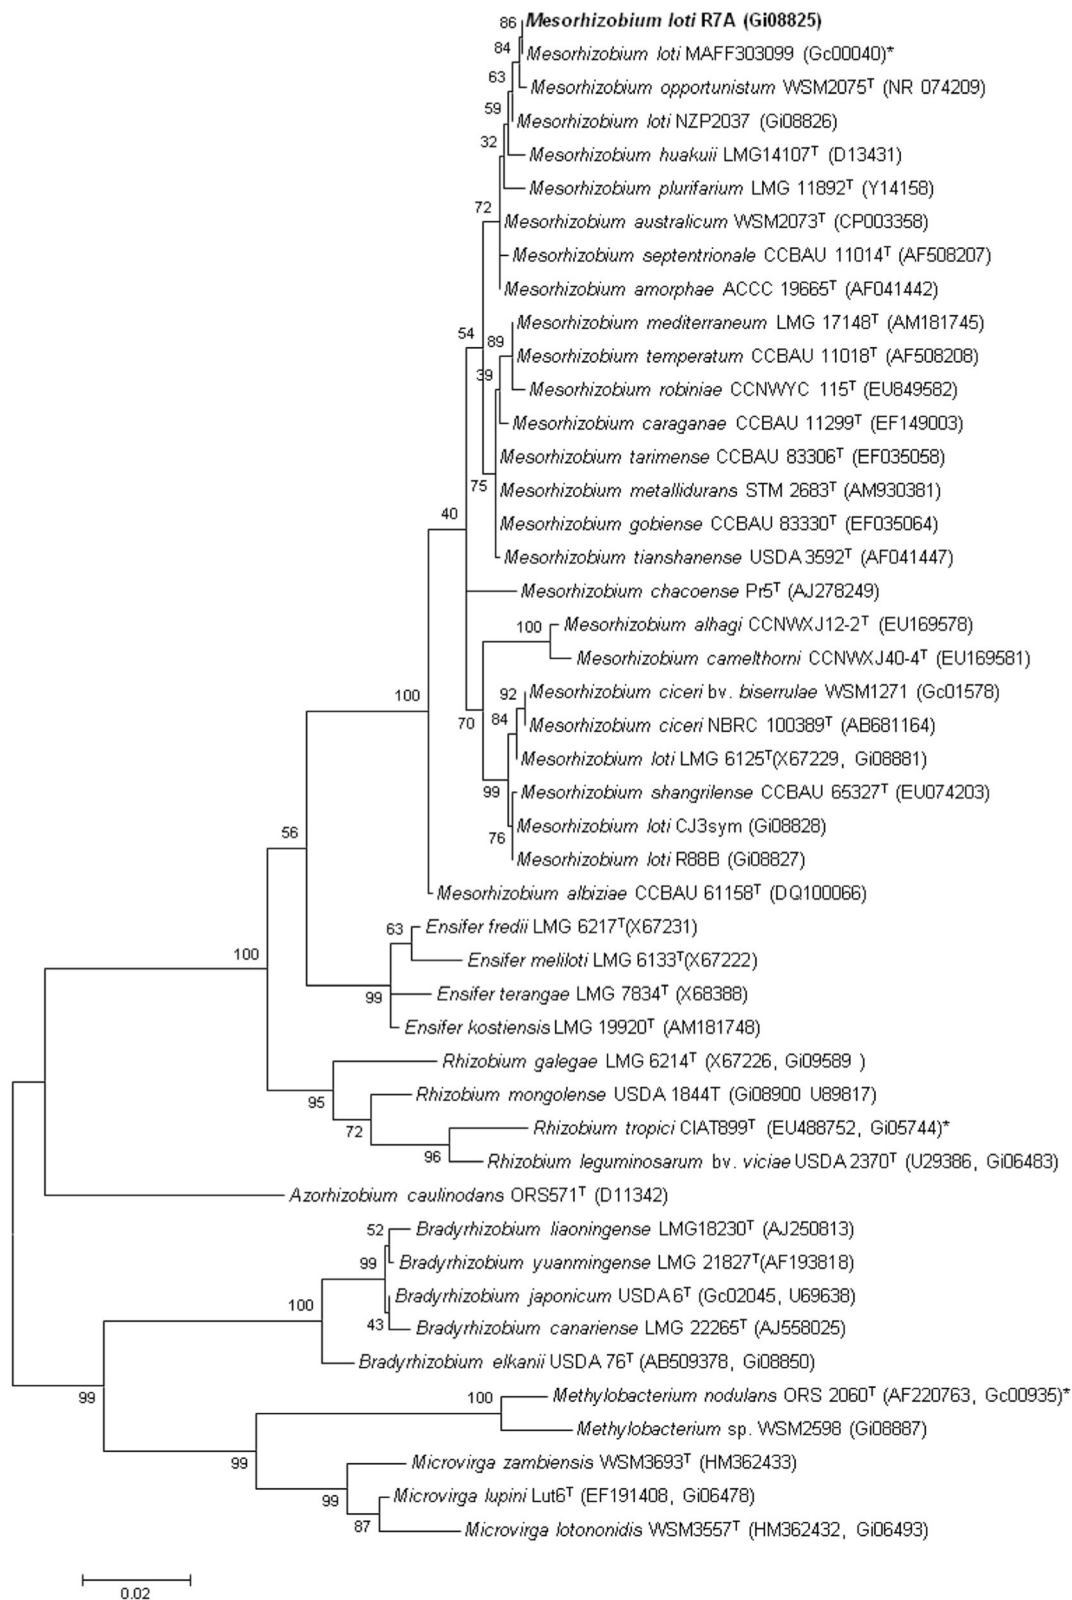 86
Mesorhizobium loti R7A (Gi08825)
84
Mesorhizobium loti MAFF303099 (Gc00040)*
63
Mesorhizobium opportunistum WSM2075ᵀ (NR 074209)
59
Mesorhizobium loti NZP2037 (Gi08826)
32
Mesorhizobium huakuii LMG14107ᵀ (D13431)
Mesorhizobium plurifarium LMG 11892ᵀ (Y14158)
72
Mesorhizobium australicum WSM2073ᵀ (CP003358)
Mesorhizobium septentrionale CCBAU 11014ᵀ (AF508207)
Mesorhizobium amorphae ACCC 19665ᵀ (AF041442)
Mesorhizobium mediterraneum LMG 17148ᵀ (AM181745)
54
89
Mesorhizobium temperatum CCBAU 11018ᵀ (AF508208)
39
Mesorhizobium robiniae CCNWYC 115ᵀ (EU849582)
Mesorhizobium caraganae CCBAU 11299ᵀ (EF149003)
Mesorhizobium tarimense CCBAU 83306ᵀ (EF035058)
75
Mesorhizobium metallidurans STM 2683ᵀ (AM930381)
40
Mesorhizobium gobiense CCBAU 83330ᵀ (EF035064)
Mesorhizobium tianshanense USDA 3592ᵀ (AF041447)
Mesorhizobium chacoense Pr5ᵀ (AJ278249)
100
Mesorhizobium alhagi CCNWXJ12-2ᵀ (EU169578)
Mesorhizobium camelthorni CCNWXJ40-4ᵀ (EU169581)
100
92
Mesorhizobium ciceri bv. biserrulae WSM1271 (Gc01578)
70
84
Mesorhizobium ciceri NBRC 100389ᵀ (AB681164)
Mesorhizobium loti LMG 6125ᵀ(X67229, Gi08881)
99
Mesorhizobium shangrilense CCBAU 65327ᵀ (EU074203)
56
76
Mesorhizobium loti CJ3sym (Gi08828)
Mesorhizobium loti R88B (Gi08827)
Mesorhizobium albiziae CCBAU 61158ᵀ (DQ100066)
63
Ensifer fredii LMG 6217ᵀ(X67231)
100
Ensifer meliloti LMG 6133ᵀ(X67222)
99
Ensifer terangae LMG 7834ᵀ (X68388)
Ensifer kostiensis LMG 19920ᵀ (AM181748)
Rhizobium galegae LMG 6214ᵀ (X67226, Gi09589 )
95
Rhizobium mongolense USDA 1844T (Gi08900 U89817)
72
Rhizobium tropici CIAT899ᵀ (EU488752, Gi05744)*
96
Rhizobium leguminosarum bv. viciae USDA 2370ᵀ (U29386, Gi06483)
Azorhizobium caulinodans ORS571ᵀ (D11342)
52
Bradyrhizobium liaoningense LMG18230ᵀ (AJ250813)
99
Bradyrhizobium yuanmingense LMG 21827ᵀ(AF193818)
100
Bradyrhizobium japonicum USDA 6ᵀ (Gc02045, U69638)
43
Bradyrhizobium canariense LMG 22265ᵀ (AJ558025)
Bradyrhizobium elkanii USDA 76ᵀ (AB509378, Gi08850)
99
100
Methylobacterium nodulans ORS 2060ᵀ (AF220763, Gc00935)*
Methylobacterium sp. WSM2598 (Gi08887)
99
Microvirga zambiensis WSM3693ᵀ (HM362433)
99
Microvirga lupini Lut6ᵀ (EF191408, Gi06478)
87
Microvirga lotononidis WSM3557ᵀ (HM362432, Gi06493)
0.02